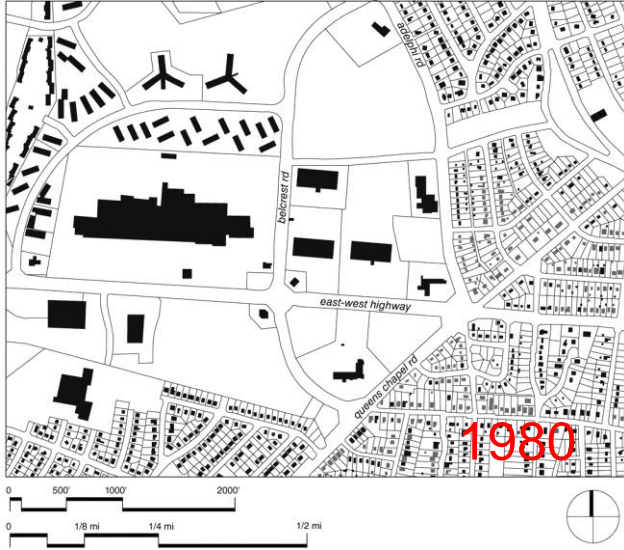 adelphi rd
belcrest rd
east-west highway
queens chapel rd
1980
0 500' 1000' 2000'
0 1/8 mi 1/4 mi 1/2 mi